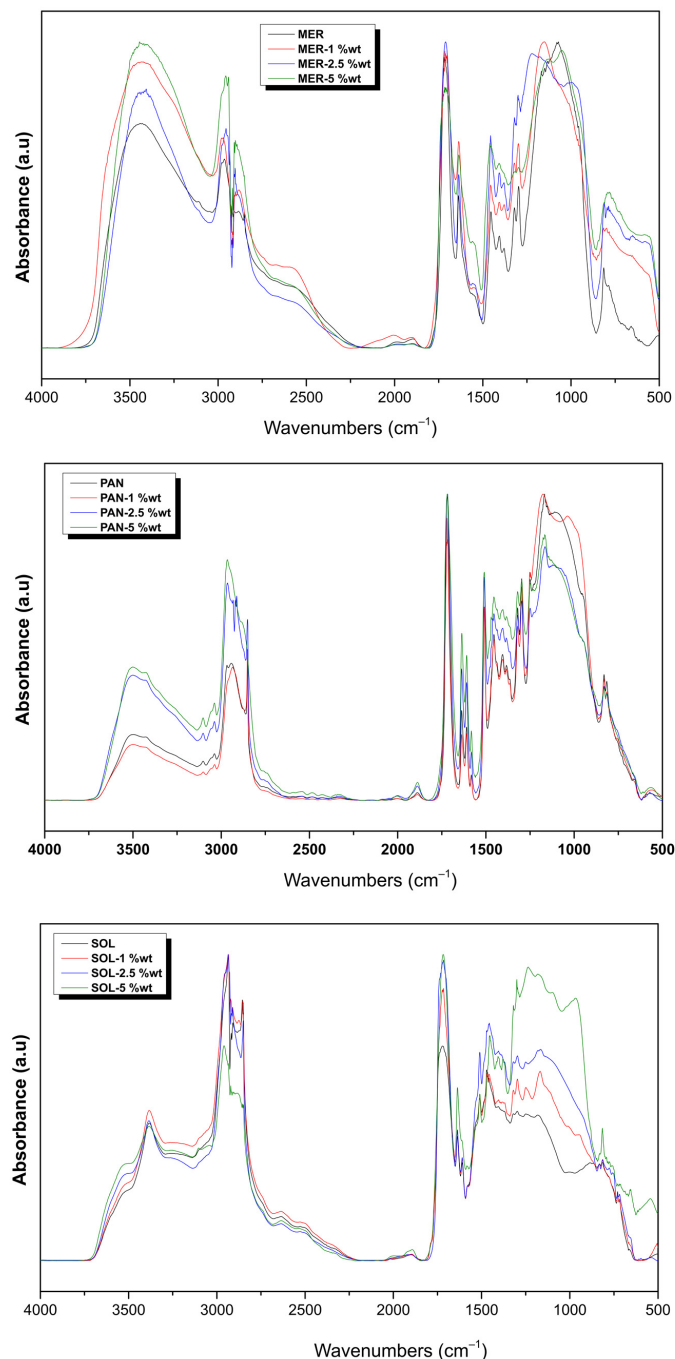 MER
MER-1 %wt
MER-2.5 %wt
MER-5 %wt
Absorbance (a.u)
4000 3500 3000 2500 2000 1500 1000 500
Wavenumbers (cm⁻¹)
PAN
PAN-1 %wt
PAN-2.5 %wt
PAN-5 %wt
Absorbance (a.u)
4000 3500 3000 2500 2000 1500 1000 500
Wavenumbers (cm⁻¹)
SOL
SOL-1 %wt
SOL-2.5 %wt
SOL-5 %wt
Absorbance (a.u)
4000 3500 3000 2500 2000 1500 1000 500
Wavenumbers (cm⁻¹)